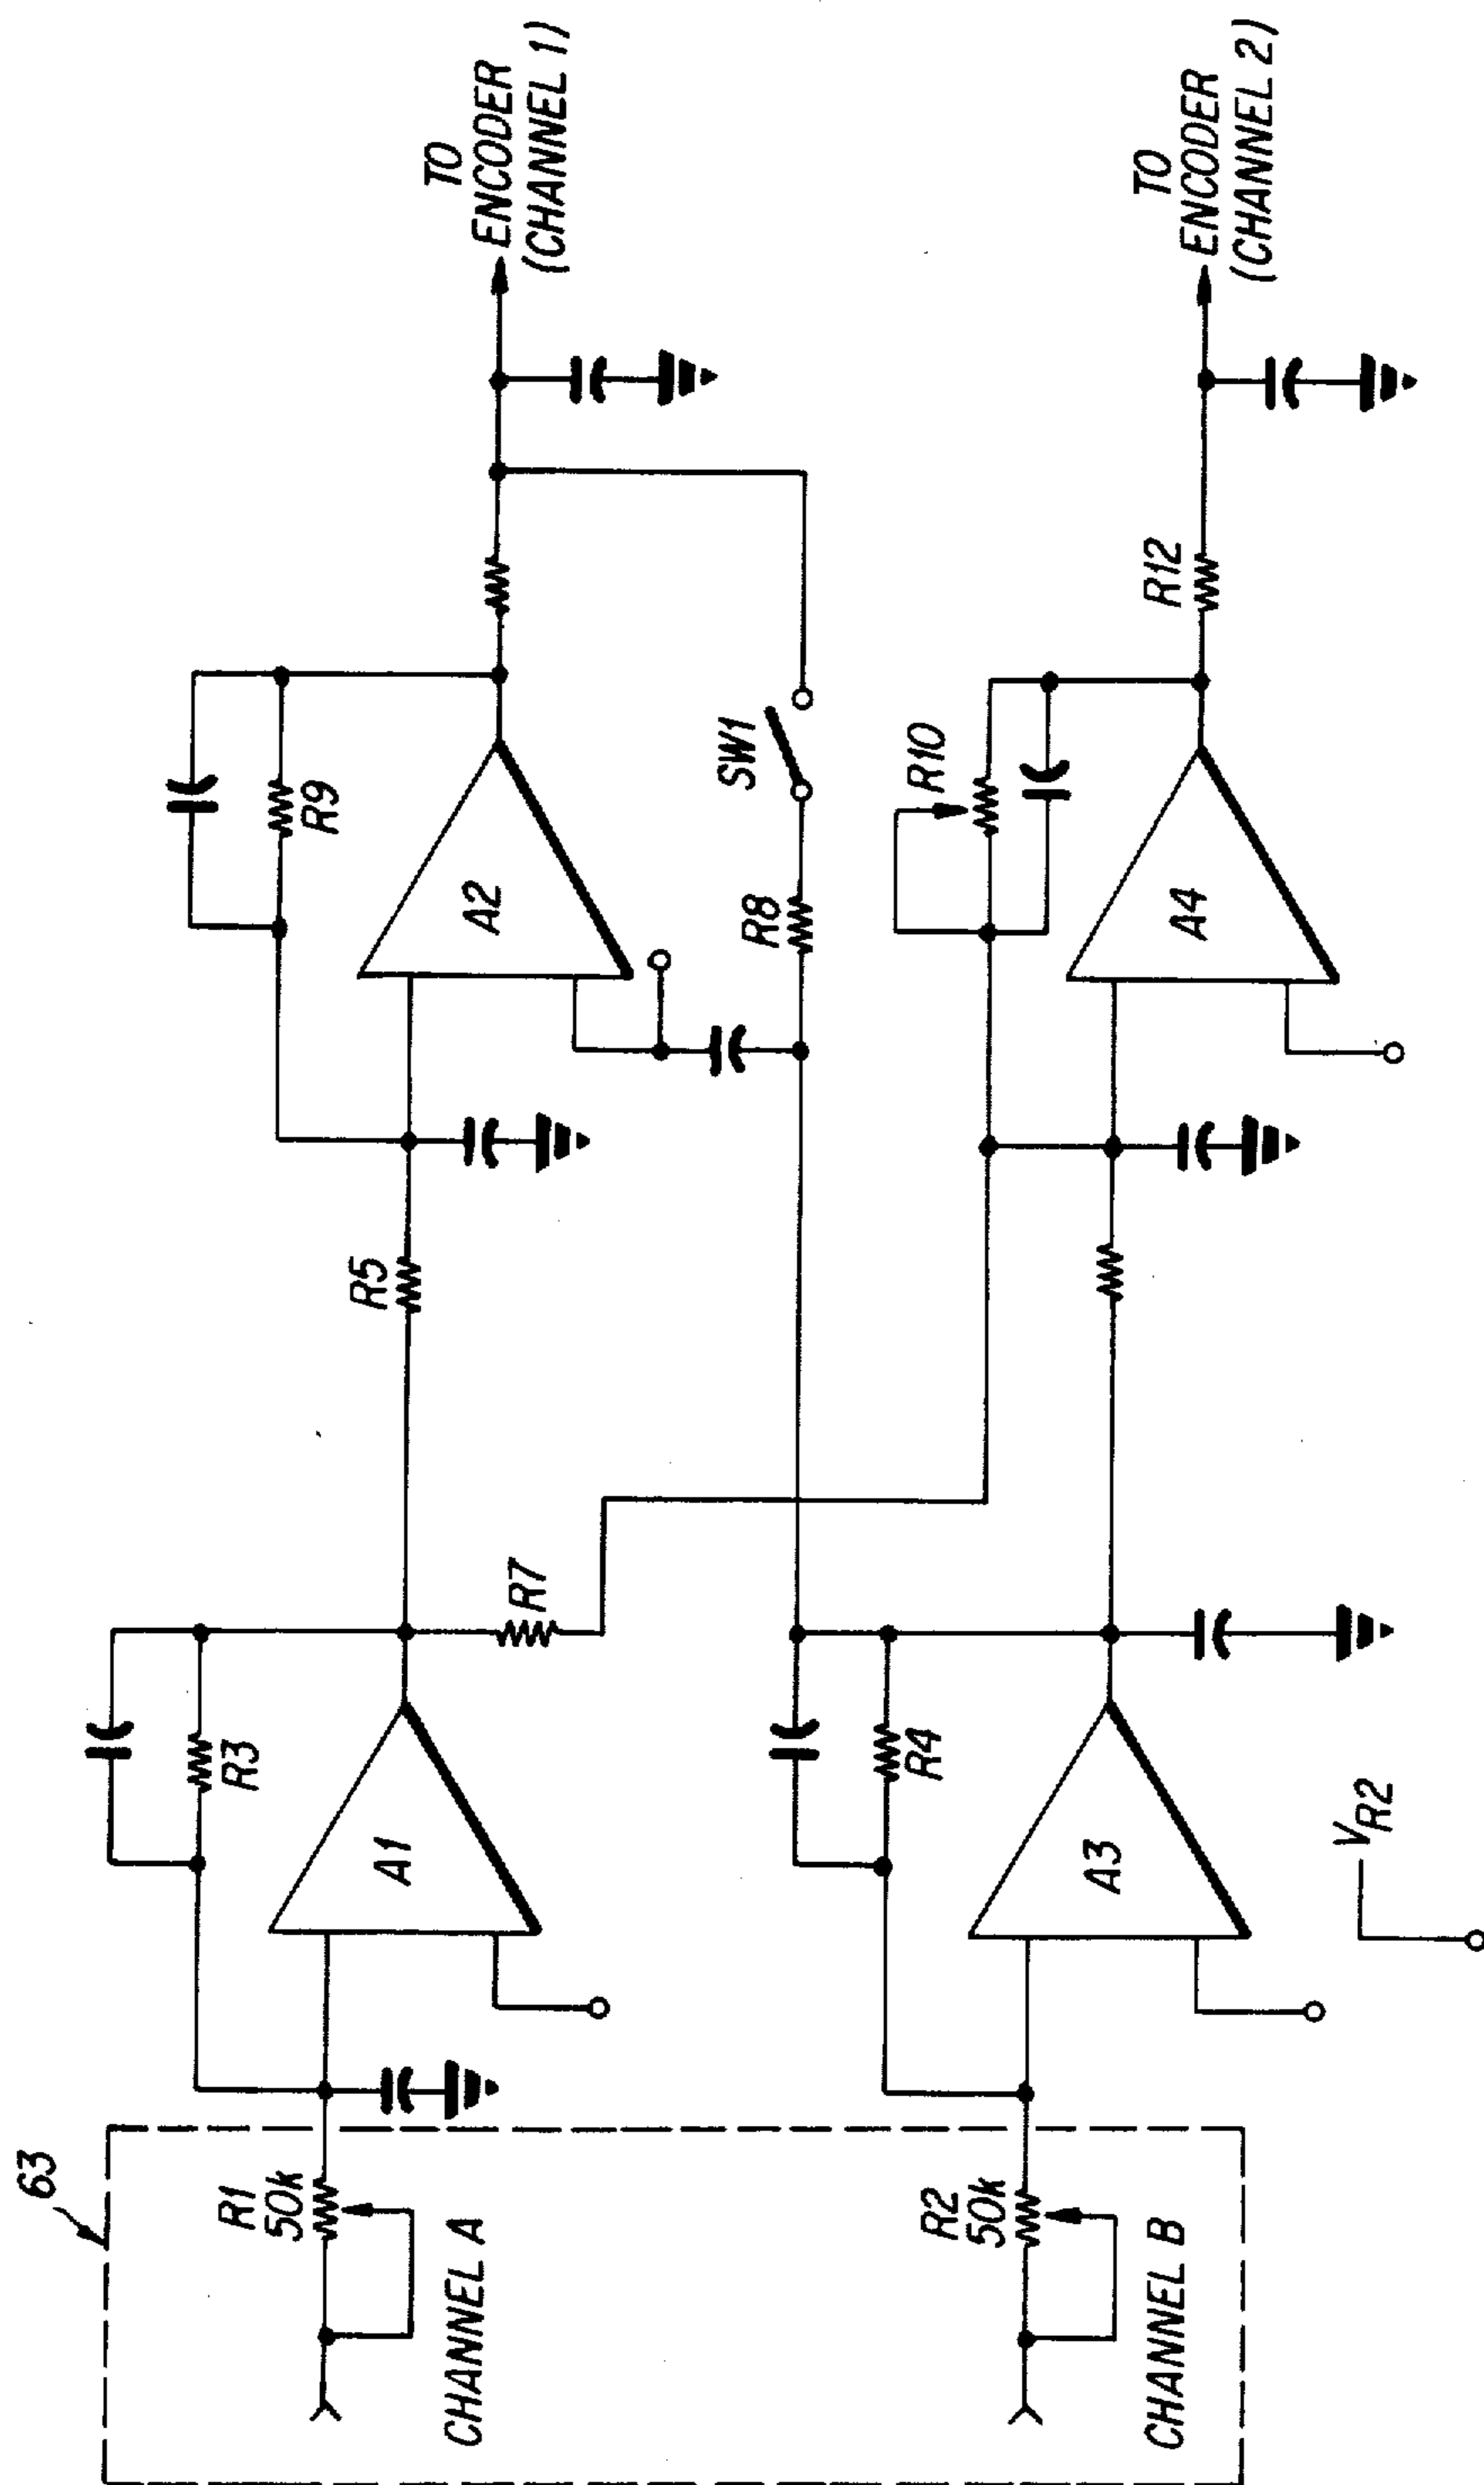 63
R1
50k
CHANNEL A
R3
A1
R7
R5
R9
A2
TO
ENCODER
(CHANNEL 1)
R8
SW1
R2
50k
CHANNEL B
R4
A3
VR2
R10
A4
R12
TO
ENCODER
(CHANNEL 2)